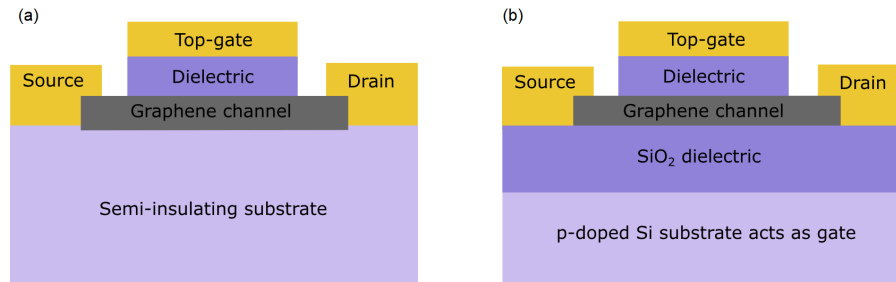 (a)
Top-gate
Source
Dielectric
Drain
Graphene channel
Semi-insulating substrate
(b)
Top-gate
Source
Dielectric
Drain
Graphene channel
SiO₂ dielectric
p-doped Si substrate acts as gate